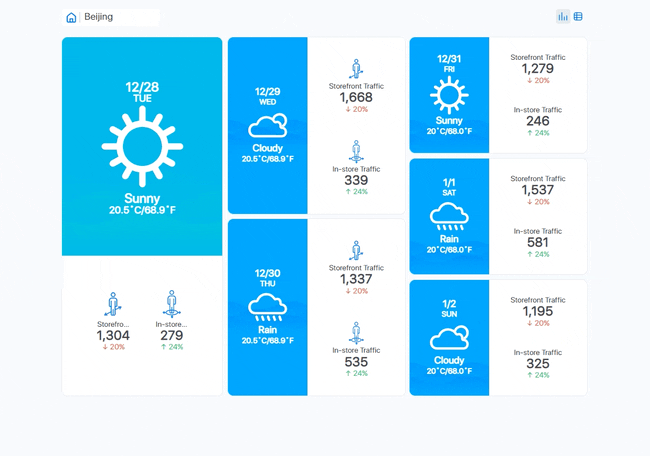 Beijing
12/28
TUE
Sunny
20.5°C/68.9°F
Storefro...
1,304
↓ 20%
In-store...
279
↑ 24%
12/29
WED
Cloudy
20.5°C/68.9°F
Storefront Traffic
1,668
↓ 20%
In-store Traffic
339
↑ 24%
12/30
THU
Rain
20.5°C/68.9°F
Storefront Traffic
1,337
↓ 20%
In-store Traffic
535
↑ 24%
12/31
FRI
Sunny
20°C/68.0°F
Storefront Traffic
1,279
↓ 20%
In-store Traffic
246
↑ 24%
1/1
SAT
Rain
20°C/68.0°F
Storefront Traffic
1,537
↓ 20%
In-store Traffic
581
↑ 24%
1/2
SUN
Cloudy
20°C/68.0°F
Storefront Traffic
1,195
↓ 20%
In-store Traffic
325
↑ 24%